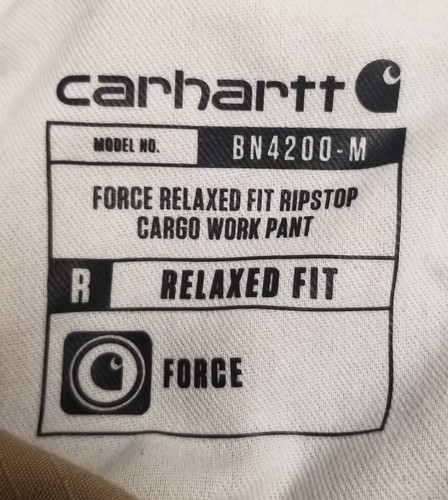 carhartt
MODEL NO. BN4200-M
FORCE RELAXED FIT RIPSTOP
CARGO WORK PANT
R RELAXED FIT
FORCE